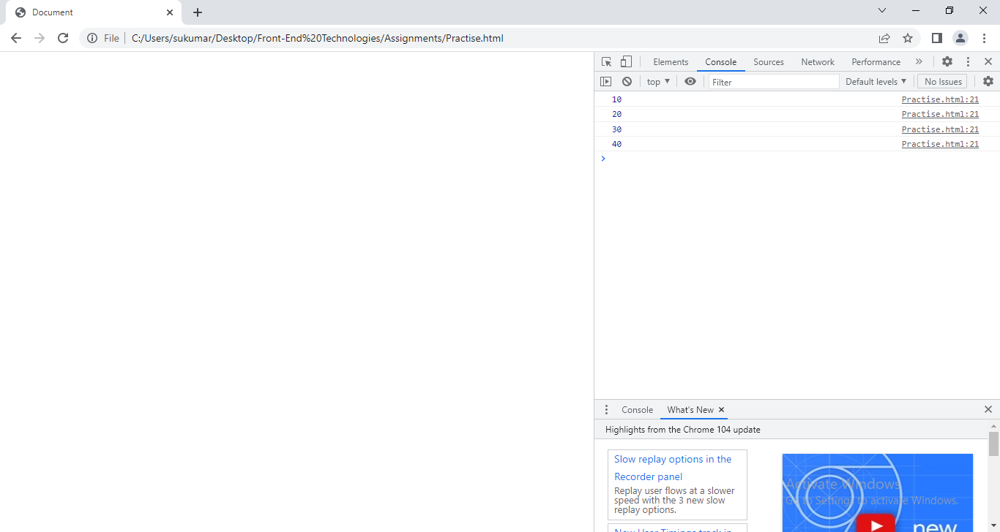 Document
File
C:/Users/sukumar/Desktop/Front-End%20Technologies/Assignments/Practise.html
Elements Console Sources Network Performance
top Filter Default levels No Issues
10 Practise.html:21
20 Practise.html:21
30 Practise.html:21
40 Practise.html:21
Console What's New
Highlights from the Chrome 104 update
Slow replay options in the
Recorder panel
Replay user flows at a slower
speed with the 3 new slow
replay options.
New User Timings track in
Activate Windows
Go to Settings to activate Windows.
new